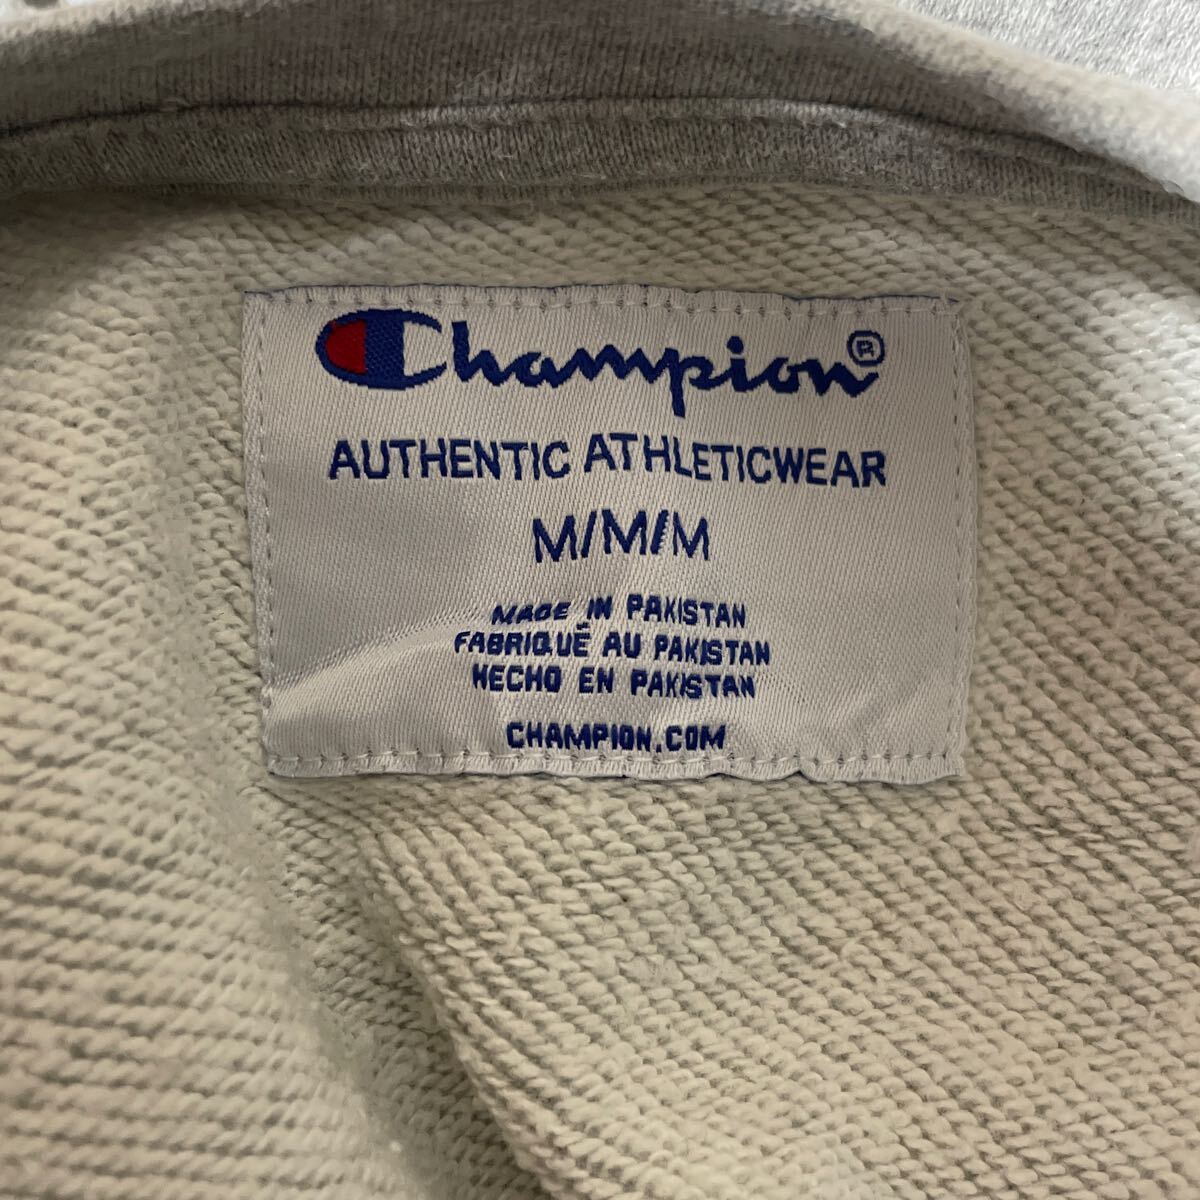 Champion®
AUTHENTIC ATHLETICWEAR
M/M/M
MADE IN PAKISTAN
FABRIQUÉ AU PAKISTAN
HECHO EN PAKISTAN
CHAMPION.COM